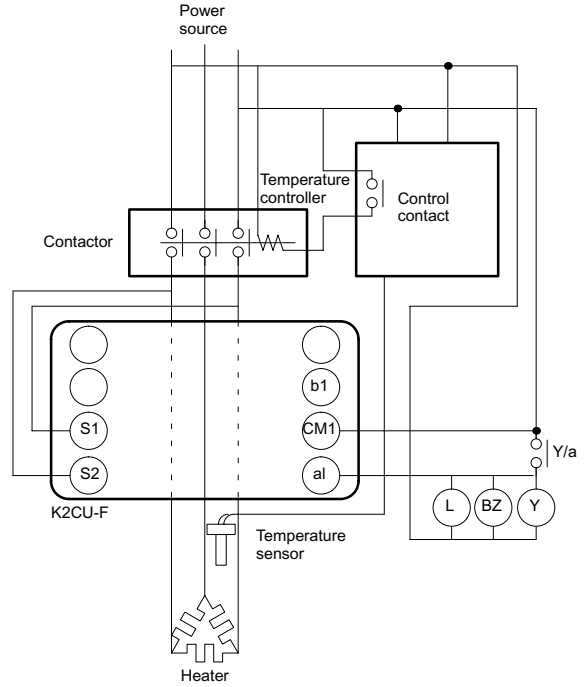 Power
source
Temperature
controller
Control
contact
Contactor
b1
S1
CM1
Y/a
S2
al
L
BZ
Y
K2CU-F
Temperature
sensor
Heater